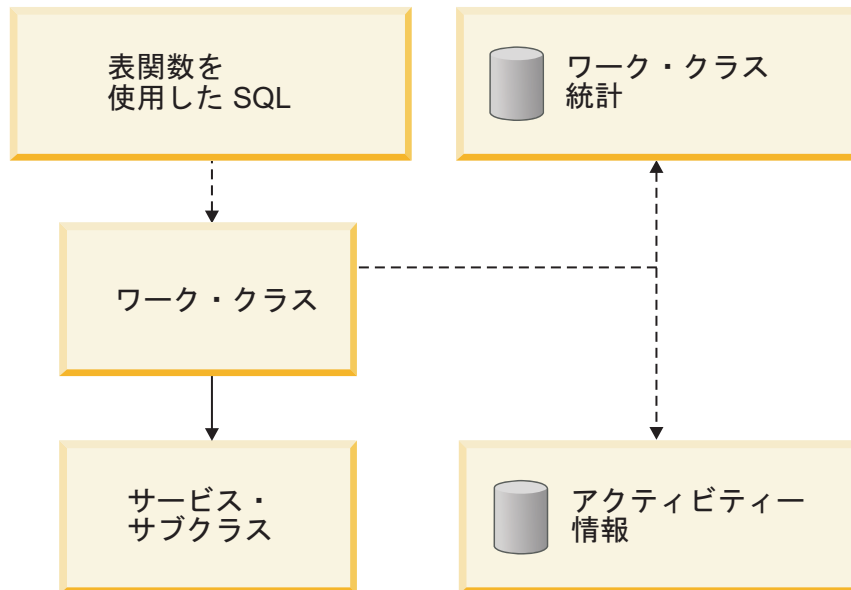 表関数を
使用した SQL
ワーク・クラス
統計
ワーク・クラス
サービス・
サブクラス
アクティビティー
情報